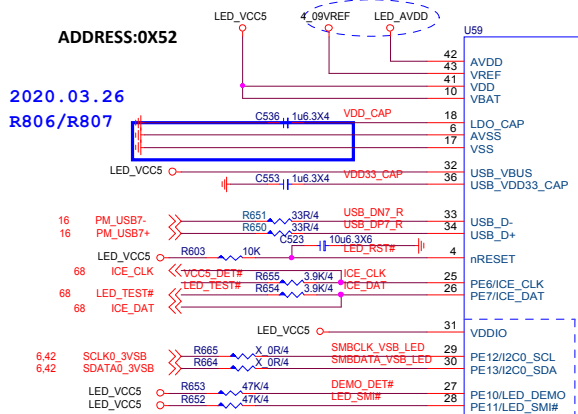 LED_VCC5 4_09VREF LED_AVDD
U59
ADDRESS:0X52
42 AVDD
43 VREF
41 VDD
10 VBAT
2020.03.26
R806/R807
C536 1u6.3X4 VDD_CAP 18 LDO_CAP
6 AVSS
17 VSS
LED_VCC5 32 USB_VBUS
C553 1u6.3X4 VDD33_CAP 36 USB_VDD33_CAP
16 PM_USB7- R651 33R/4 USB_DN7_R 33 USB_D-
16 PM_USB7+ R650 33R/4 USB_DP7_R 34 USB_D+
C523 10u6.3X6
LED_VCC5 R603 10K LED_RST# 4 nRESET
68 ICE_CLK VCC5_DET# R655 3.9K/4 ICE_CLK 25 PE6/ICE_CLK
68 LED_TEST# LED_TEST# R654 3.9K/4 ICE_DAT 26 PE7/ICE_DAT
68 ICE_DAT
LED_VCC5 31 VDDIO
6,42 SCLK0_3VSB R665 X_0R/4 SMBCLK_VSB_LED 29 PE12/I2C0_SCL
6,42 SDATA0_3VSB R664 X_0R/4 SMBDATA_VSB_LED 30 PE13/I2C0_SDA
LED_VCC5 R653 47K/4 DEMO_DET# 27 PE10/LED_DEMO
LED_VCC5 R652 47K/4 LED_SMI# 28 PE11/LED_SMI#